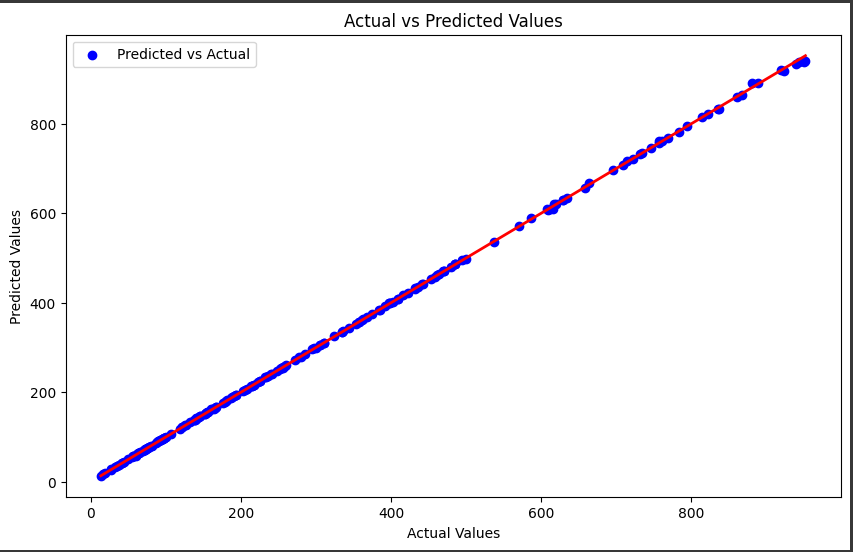 Actual vs Predicted Values
Predicted vs Actual
800
600
400
200
0
Predicted Values
0 200 400 600 800
Actual Values